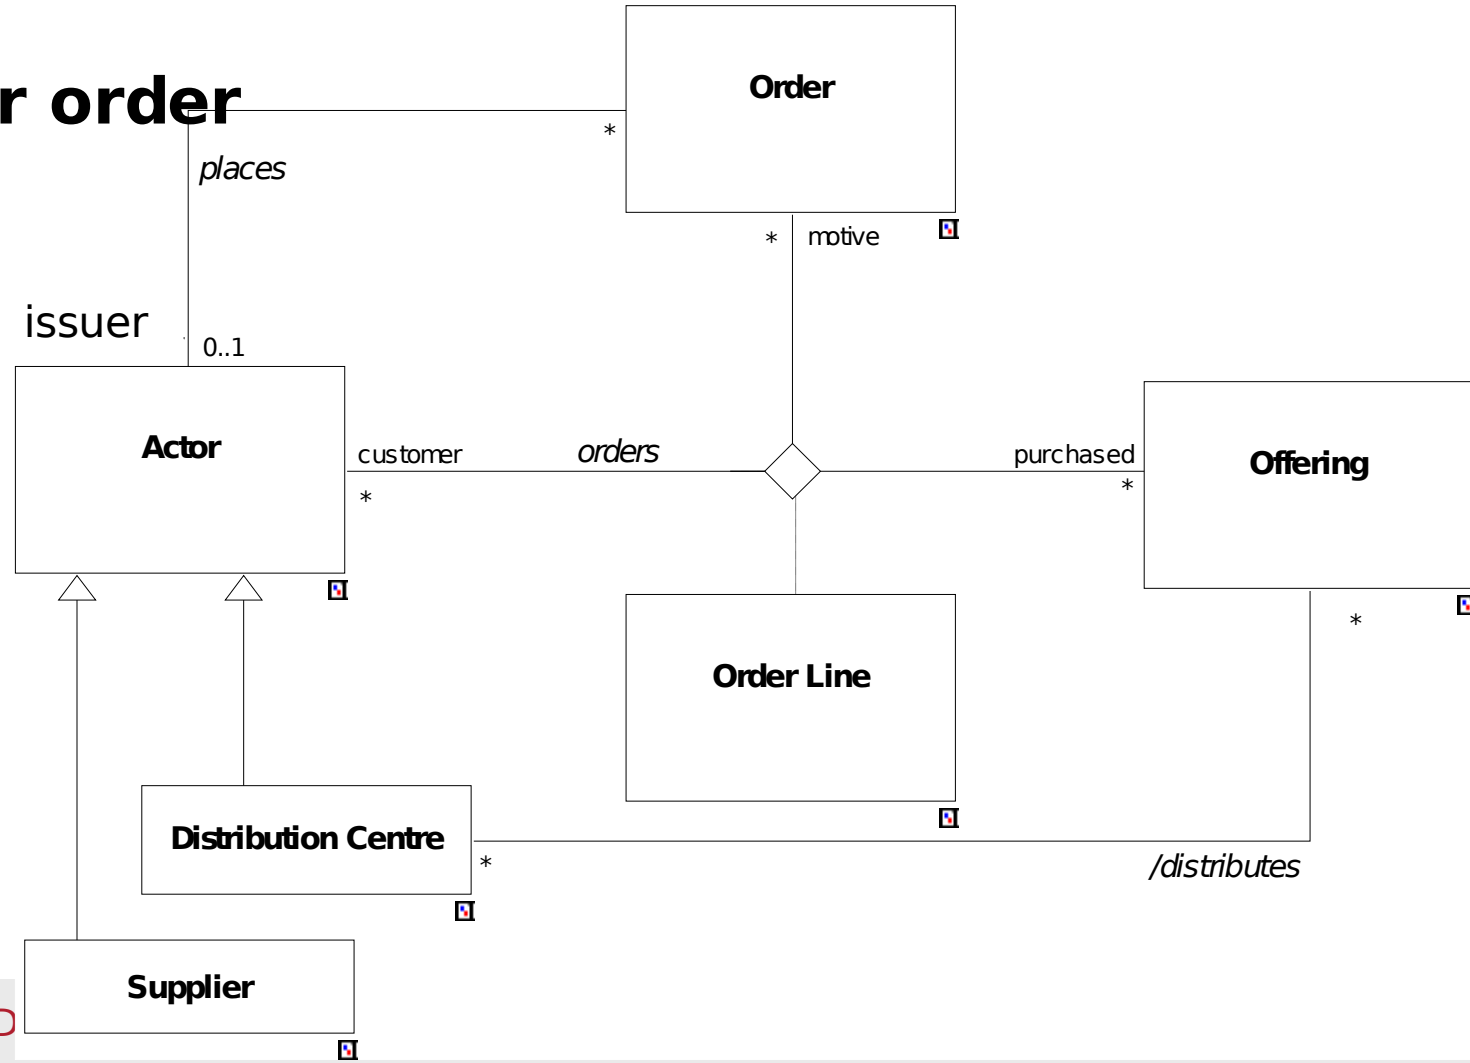 Order
r order
*
places
* motive
issuer
0..1
Actor
customer
orders
purchased
Offering
*
*
*
Order Line
Distribution Centre
*
/distributes
Supplier